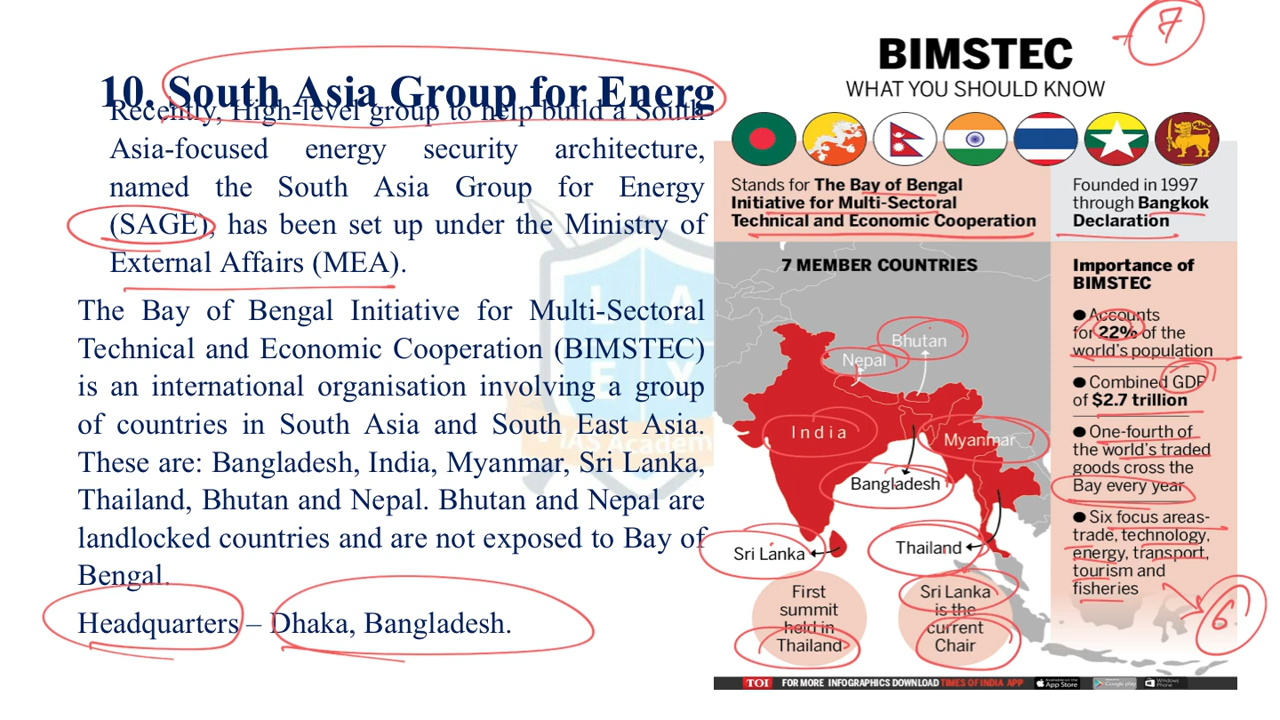 10. South Asia Group for Energ
Recently, High-level group to help build a South
Asia-focused energy security architecture,
named the South Asia Group for Energy
(SAGE), has been set up under the Ministry of
External Affairs (MEA).
The Bay of Bengal Initiative for Multi-Sectoral
Technical and Economic Cooperation (BIMSTEC)
is an international organisation involving a group
of countries in South Asia and South East Asia.
These are: Bangladesh, India, Myanmar, Sri Lanka,
Thailand, Bhutan and Nepal. Bhutan and Nepal are
landlocked countries and are not exposed to Bay of
Bengal.
Headquarters – Dhaka, Bangladesh.
7
BIMSTEC
WHAT YOU SHOULD KNOW
Stands for The Bay of Bengal
Initiative for Multi-Sectoral
Technical and Economic Cooperation
Founded in 1997
through Bangkok
Declaration
7 MEMBER COUNTRIES
Bhutan
Nepal
India
Myanmar
Bangladesh
Sri Lanka
Thailand
First
summit
held in
Thailand
Sri Lanka
is the
current
Chair
Importance of
BIMSTEC
● Accounts
for 22% of the
world's population
● Combined GDP
of $2.7 trillion
● One-fourth of
the world's traded
goods cross the
Bay every year
● Six focus areas-
trade, technology,
energy, transport,
tourism and
fisheries
6
TOI FOR MORE INFOGRAPHICS DOWNLOAD TIMES OF INDIA APP
App Store
Google play
Windows
Phone
L A
E Y
IAS Academ